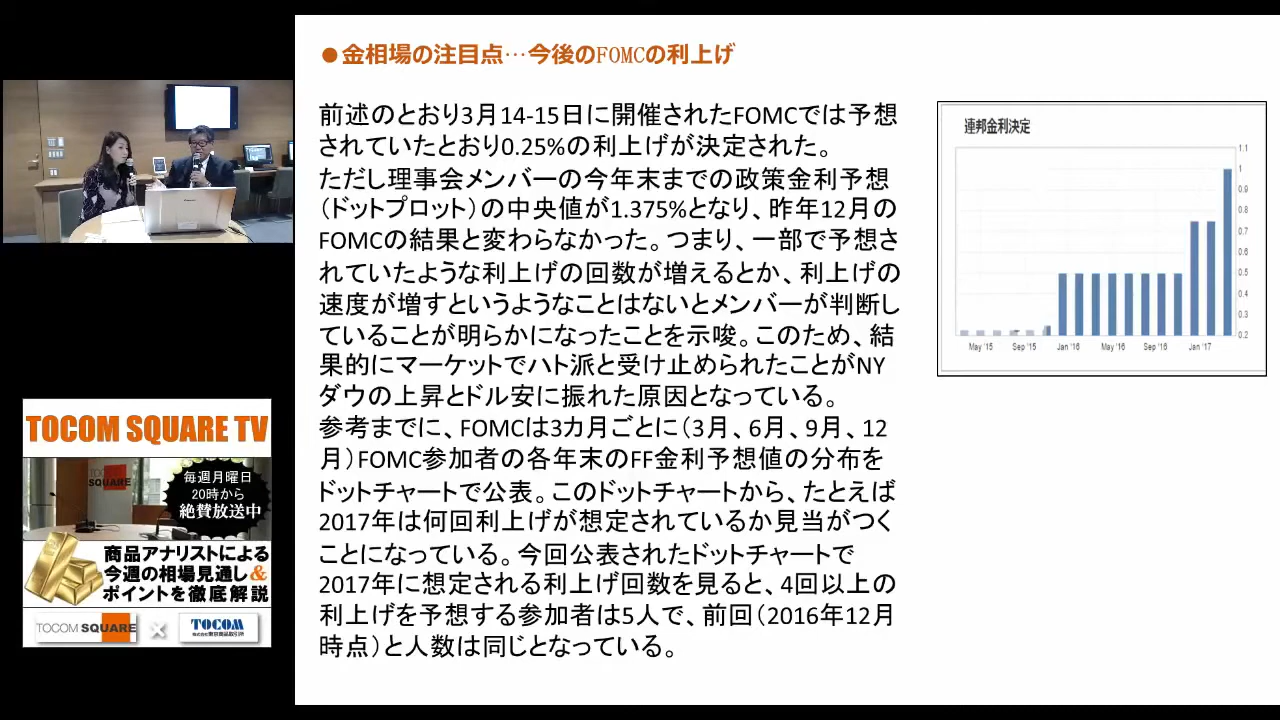 ●金相場の注目点…今後のFOMCの利上げ
前述のとおり3月14-15日に開催されたFOMCでは予想
されていたとおり0.25%の利上げが決定された。
ただし理事会メンバーの今年末までの政策金利予想
（ドットプロット）の中央値が1.375%となり、昨年12月の
FOMCの結果と変わらなかった。つまり、一部で予想さ
れていたような利上げの回数が増えるとか、利上げの
速度が増すというようなことはないとメンバーが判断し
ていることが明らかになったことを示唆。このため、結
果的にマーケットでハト派と受け止められたことがNY
ダウの上昇とドル安に振れた原因となっている。
参考までに、FOMCは3カ月ごとに（3月、6月、9月、12
月）FOMC参加者の各年末のFF金利予想値の分布を
ドットチャートで公表。このドットチャートから、たとえば
2017年は何回利上げが想定されているか見当がつく
ことになっている。今回公表されたドットチャートで
2017年に想定される利上げ回数を見ると、4回以上の
利上げを予想する参加者は5人で、前回（2016年12月
時点）と人数は同じとなっている。
連邦金利決定
1.1
1
0.9
0.8
0.7
0.6
0.5
0.4
0.3
0.2
May '15 Sep '15 Jan '16 May '16 Sep '16 Jan '17
TOCOM SQUARE TV
TOCOM
SQUARE
毎週月曜日
20時から
絶賛放送中
商品アナリストによる
今週の相場見通し&
ポイントを徹底解説
TOCOM SQUARE × TOCOM
株式会社東京商品取引所